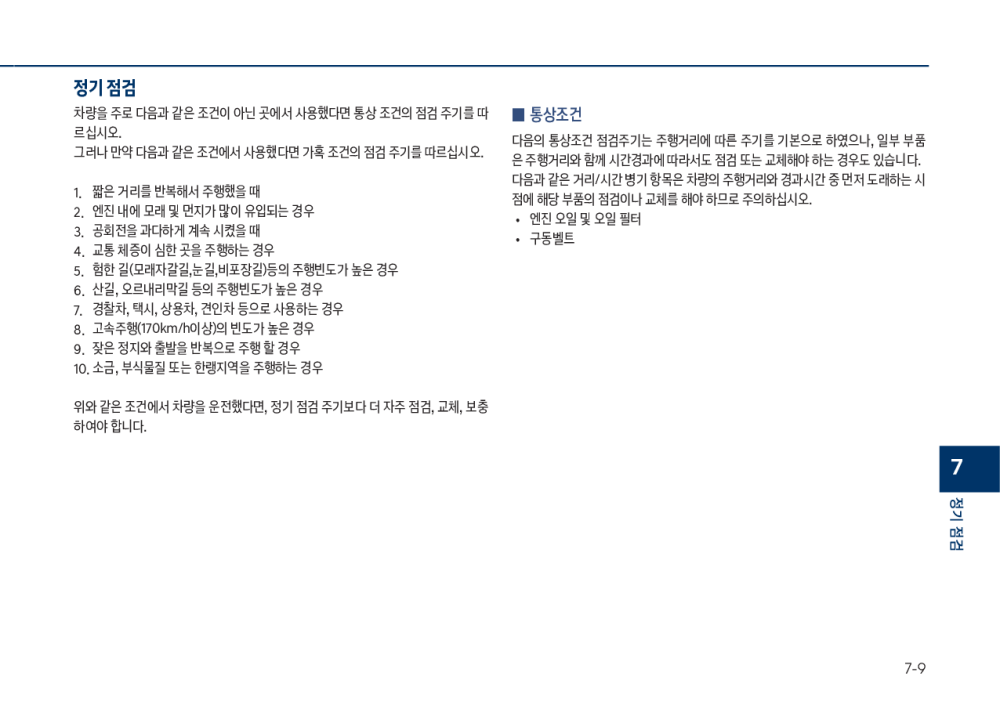 정기 점검
차량을 주로 다음과 같은 조건이 아닌 곳에서 사용했다면 통상 조건의 점검 주기를 따
르십시오.
그러나 만약 다음과 같은 조건에서 사용했다면 가혹 조건의 점검 주기를 따르십시오.
1. 짧은 거리를 반복해서 주행했을 때
2. 엔진 내에 모래 및 먼지가 많이 유입되는 경우
3. 공회전을 과다하게 계속 시켰을 때
4. 교통 체증이 심한 곳을 주행하는 경우
5. 험한 길(모래자갈길,눈길,비포장길)등의 주행빈도가 높은 경우
6. 산길, 오르내리막길 등의 주행빈도가 높은 경우
7. 경찰차, 택시, 상용차, 견인차 등으로 사용하는 경우
8. 고속주행(170km/h이상)의 빈도가 높은 경우
9. 잦은 정지와 출발을 반복으로 주행 할 경우
10. 소금, 부식물질 또는 한랭지역을 주행하는 경우
위와 같은 조건에서 차량을 운전했다면, 정기 점검 주기보다 더 자주 점검, 교체, 보충
하여야 합니다.
■ 통상조건
다음의 통상조건 점검주기는 주행거리에 따른 주기를 기본으로 하였으나, 일부 부품
은 주행거리와 함께 시간경과에 따라서도 점검 또는 교체해야 하는 경우도 있습니다.
다음과 같은 거리/시간 병기 항목은 차량의 주행거리와 경과시간 중 먼저 도래하는 시
점에 해당 부품의 점검이나 교체를 해야 하므로 주의하십시오.
• 엔진 오일 및 오일 필터
• 구동벨트
7
정기 점검
7-9